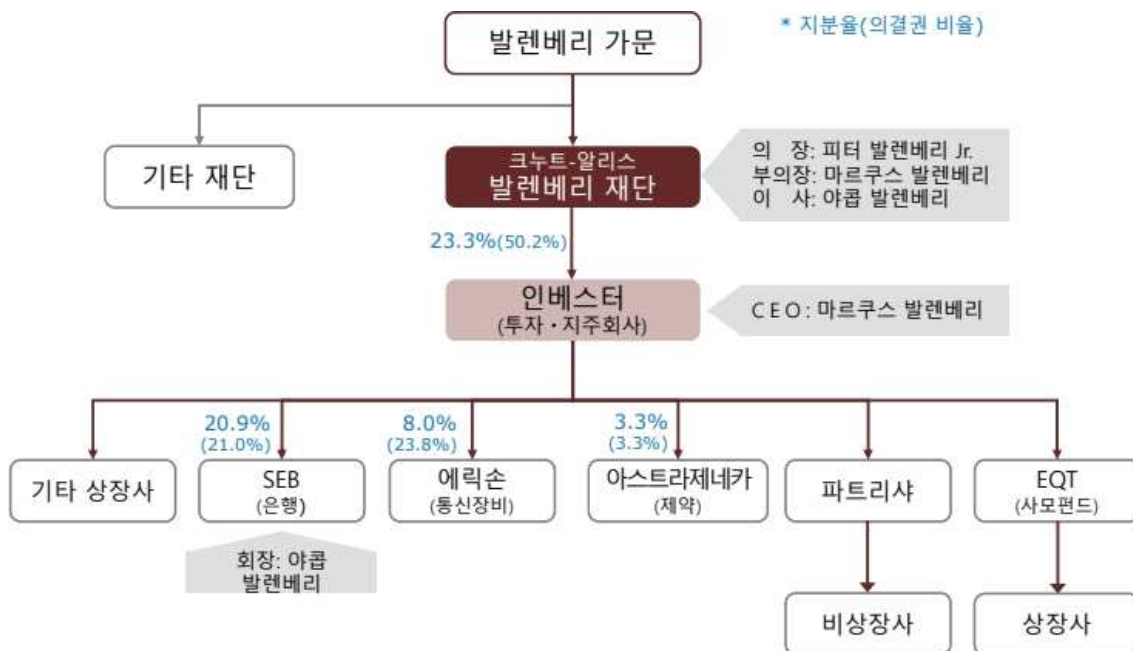 발렌베리 가문
* 지분율(의결권 비율)
기타 재단
크누트-알리스
발렌베리 재단
의 장: 피터 발렌베리 Jr.
부의장: 마르쿠스 발렌베리
이 사: 야콥 발렌베리
23.3%(50.2%)
인베스터
(투자・지주회사)
CEO: 마르쿠스 발렌베리
20.9%
(21.0%)
8.0%
(23.8%)
3.3%
(3.3%)
기타 상장사
SEB
(은행)
에릭손
(통신장비)
아스트라제네카
(제약)
파트리샤
EQT
(사모펀드)
회장: 야콥
발렌베리
비상장사
상장사